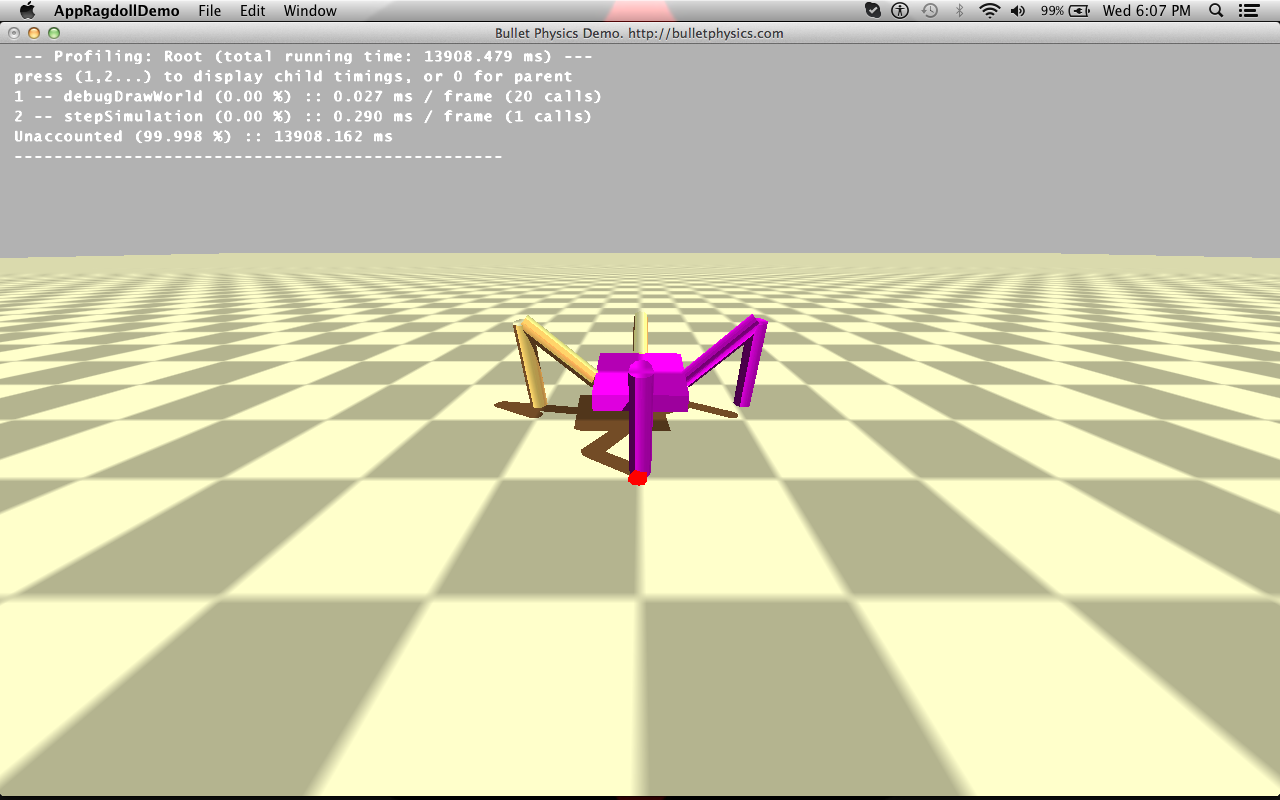 AppRagdollDemo File Edit Window 99% Wed 6:07 PM
Bullet Physics Demo. http://bulletphysics.com
--- Profiling: Root (total running time: 13908.479 ms) ---
press (1,2...) to display child timings, or 0 for parent
1 -- debugDrawWorld (0.00 %) :: 0.027 ms / frame (20 calls)
2 -- stepSimulation (0.00 %) :: 0.290 ms / frame (1 calls)
Unaccounted (99.998 %) :: 13908.162 ms
-------------------------------------------------